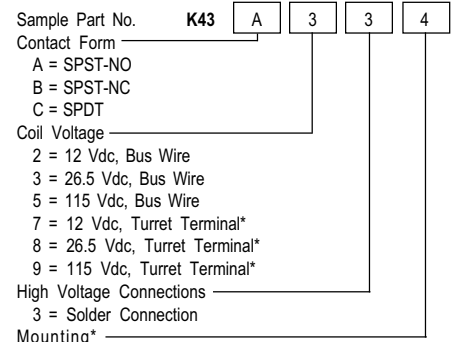 Sample Part No. K43 A 3 3 4
Contact Form
A = SPST-NO
B = SPST-NC
C = SPDT
Coil Voltage
2 = 12 Vdc, Bus Wire
3 = 26.5 Vdc, Bus Wire
5 = 115 Vdc, Bus Wire
7 = 12 Vdc, Turret Terminal*
8 = 26.5 Vdc, Turret Terminal*
9 = 115 Vdc, Turret Terminal*
High Voltage Connections
3 = Solder Connection
Mounting*